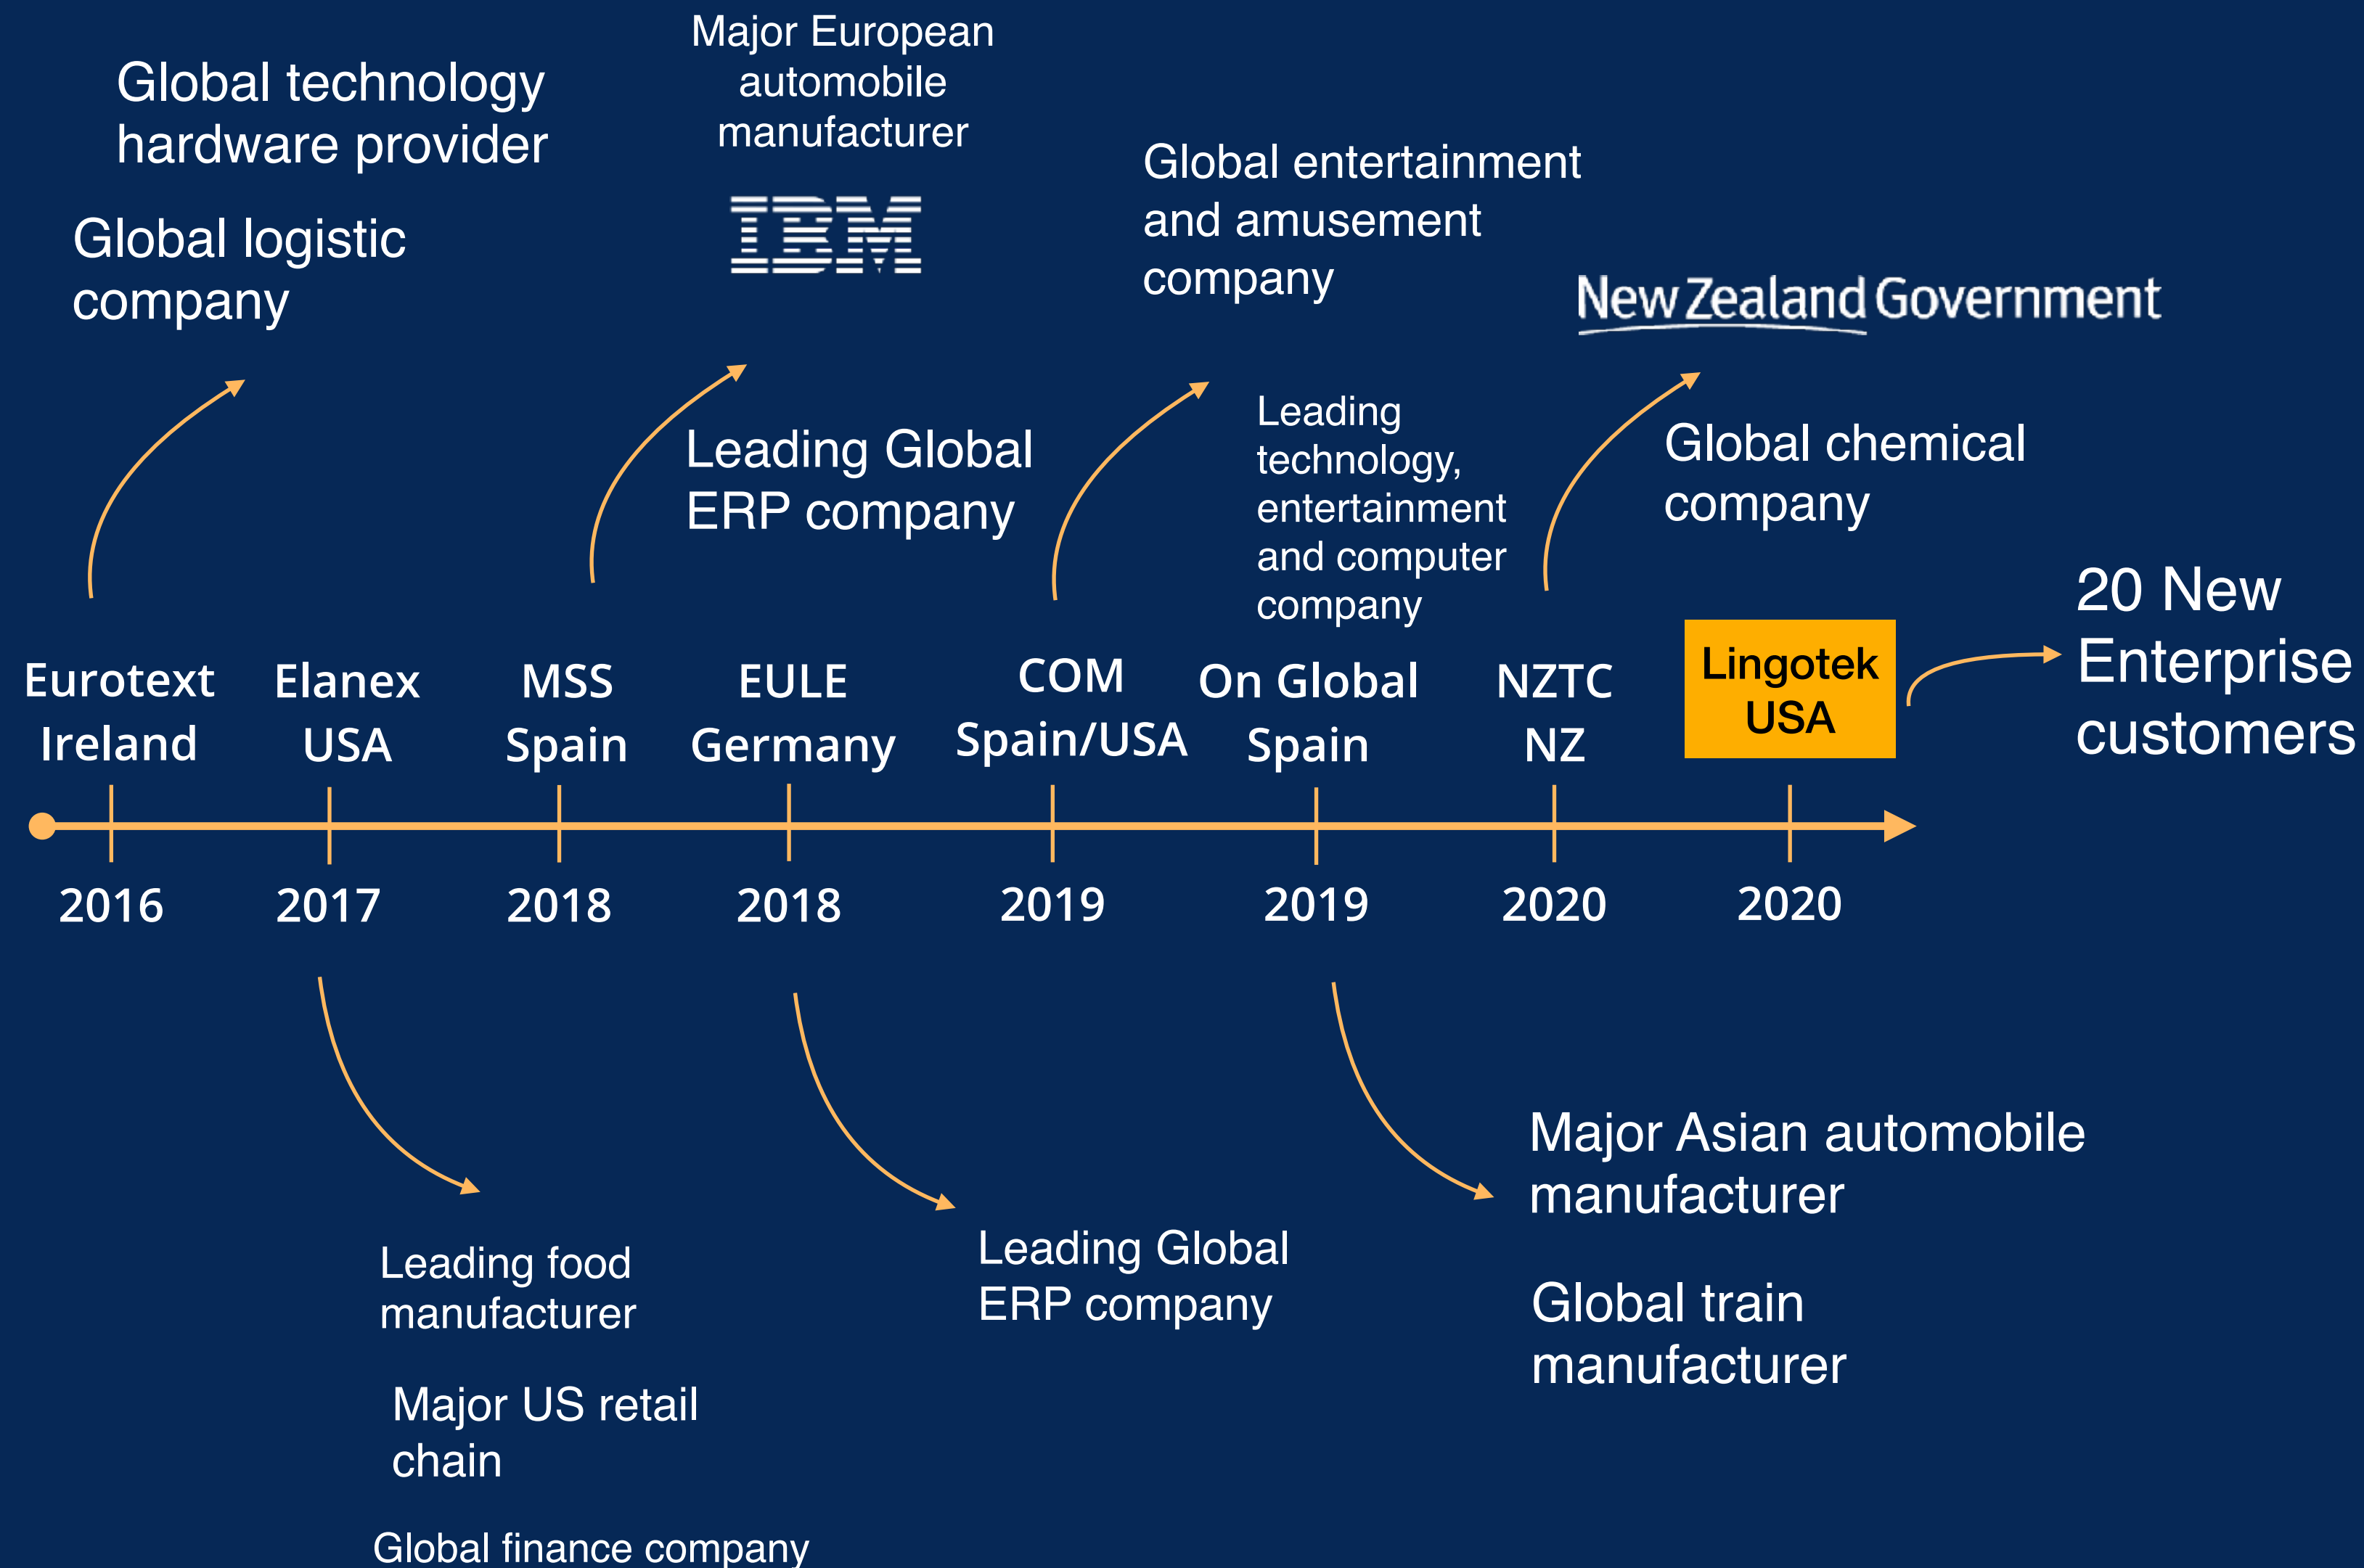 Major European
automobile
manufacturer
Global technology
hardware provider
Global logistic
company
IBM
Global entertainment
and amusement
company
New Zealand Government
Leading Global
ERP company
Leading
technology,
entertainment
and computer
company
Global chemical
company
20 New
Enterprise
customers
Eurotext
Ireland
Elanex
USA
MSS
Spain
EULE
Germany
COM
Spain/USA
On Global
Spain
NZTC
NZ
Lingotek
USA
2016
2017
2018
2018
2019
2019
2020
2020
Leading food
manufacturer
Major US retail
chain
Global finance company
Leading Global
ERP company
Major Asian automobile
manufacturer
Global train
manufacturer